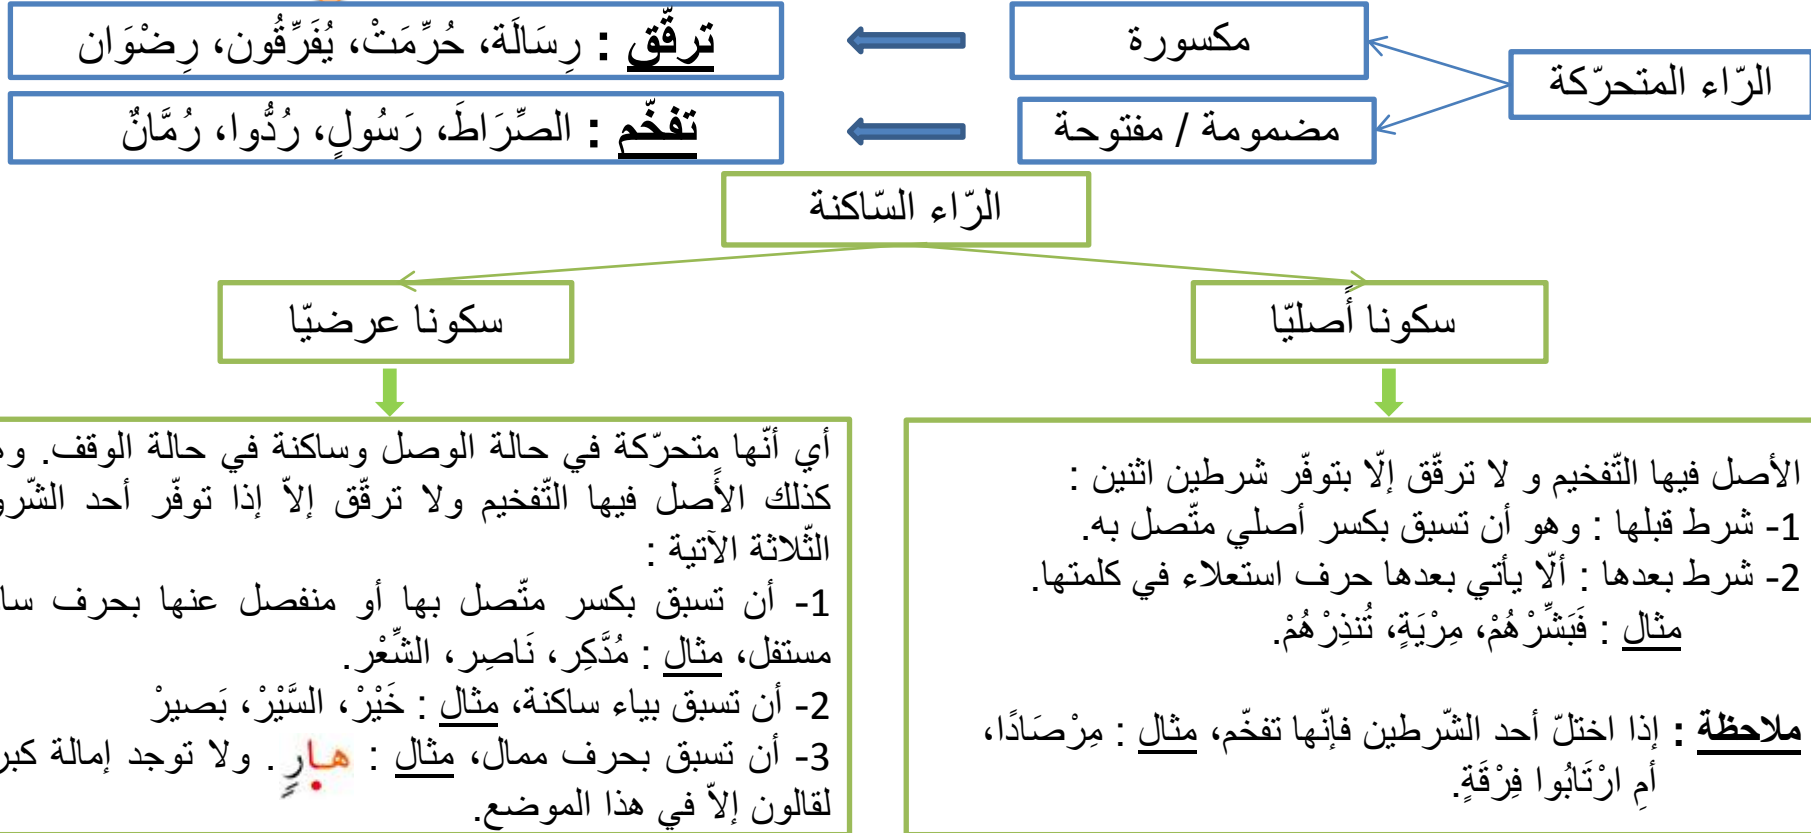 الرّاء المتحرّكة
مكسورة
ترقّق : رِسَالَة، حُرِّمَتْ، يُفَرِّقُون، رِضْوَان
مضمومة / مفتوحة
تفخّم : الصِّرَاطَ، رَسُولٍ، رُدُّوا، رُمَّانٌ
الرّاء السّاكنة
سكونا أصليّا
الأصل فيها التّفخيم و لا ترقّق إلّا بتوفّر شرطين اثنين :
1- شرط قبلها : وهو أن تسبق بكسر أصلي متّصل به.
2- شرط بعدها : ألّا يأتي بعدها حرف استعلاء في كلمتها.
مثال : فَبَشِّرْهُمْ، مِرْيَةٍ، تُنذِرْهُمْ.
ملاحظة : إذا اختلّ أحد الشّرطين فإنّها تفخّم، مثال : مِرْصَادًا،
أمِ ارْتَابُوا فِرْقَةٍ.
سكونا عرضيّا
أي أنّها متحرّكة في حالة الوصل وساكنة في حالة الوقف.
كذلك الأصل فيها التّفخيم ولا ترقّق إلاّ إذا توفّر أحد
الثّلاثة الآتية :
1- أن تسبق بكسر متّصل بها أو منفصل عنها بحرف
مستفل، مثال : مُدَّكِر، نَاصِر، الشِّعْر.
2- أن تسبق بياء ساكنة، مثال : خَيْرْ، السَّيْرْ، بَصيرْ
3- أن تسبق بحرف ممال، مثال : هارٍ. ولا توجد إمالة
لقالون إلاّ في هذا الموضع.